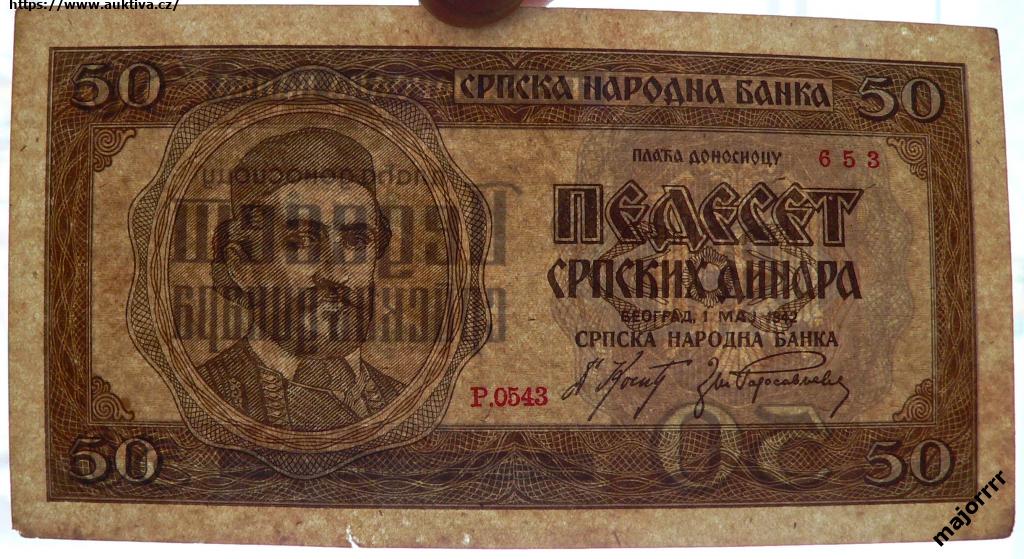 https://www.auktiva.cz/
50 СРПСКА НАРОДНА БАНКА 50
ПЛАЋА ДОНОСИОЦУ 653
ПЕДЕСЕТ
СРПСКИХ ДИНАРА
БЕОГРАД, 1 МАЈ 1942
СРПСКА НАРОДНА БАНКА
P.0543
50 50
majorrrr